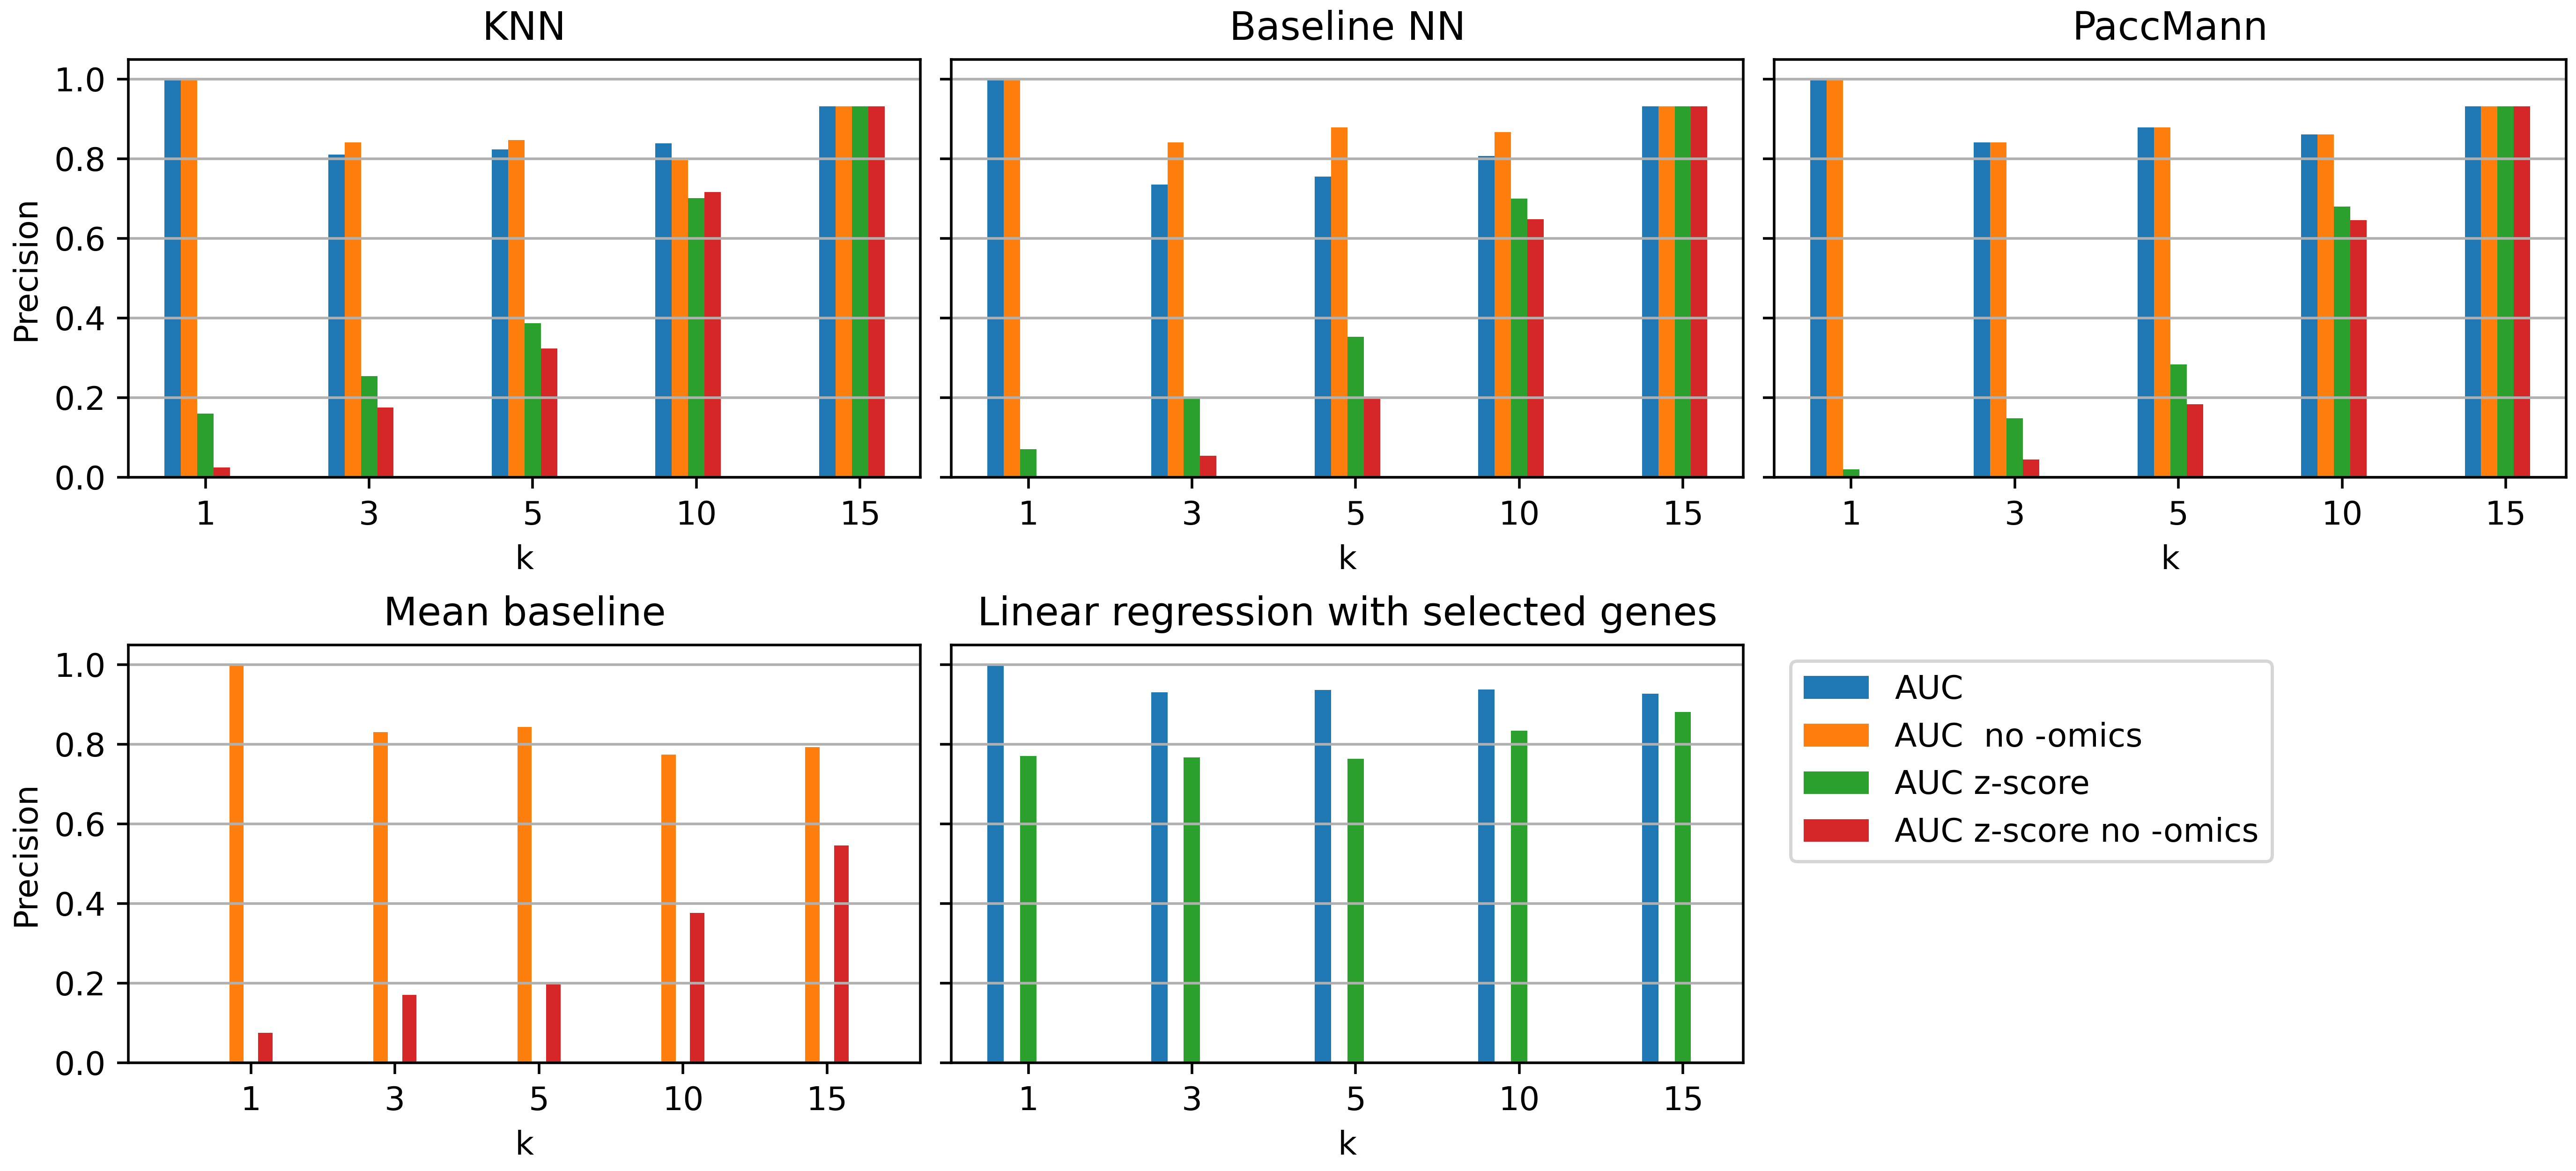 KNN
Baseline NN
PaccMann
Precision
1.0
0.8
0.6
0.4
0.2
0.0
1 3 5 10 15
k
1 3 5 10 15
k
1 3 5 10 15
k
Mean baseline
Linear regression with selected genes
Precision
1.0
0.8
0.6
0.4
0.2
0.0
1 3 5 10 15
k
1 3 5 10 15
k
AUC
AUC  no -omics
AUC z-score
AUC z-score no -omics